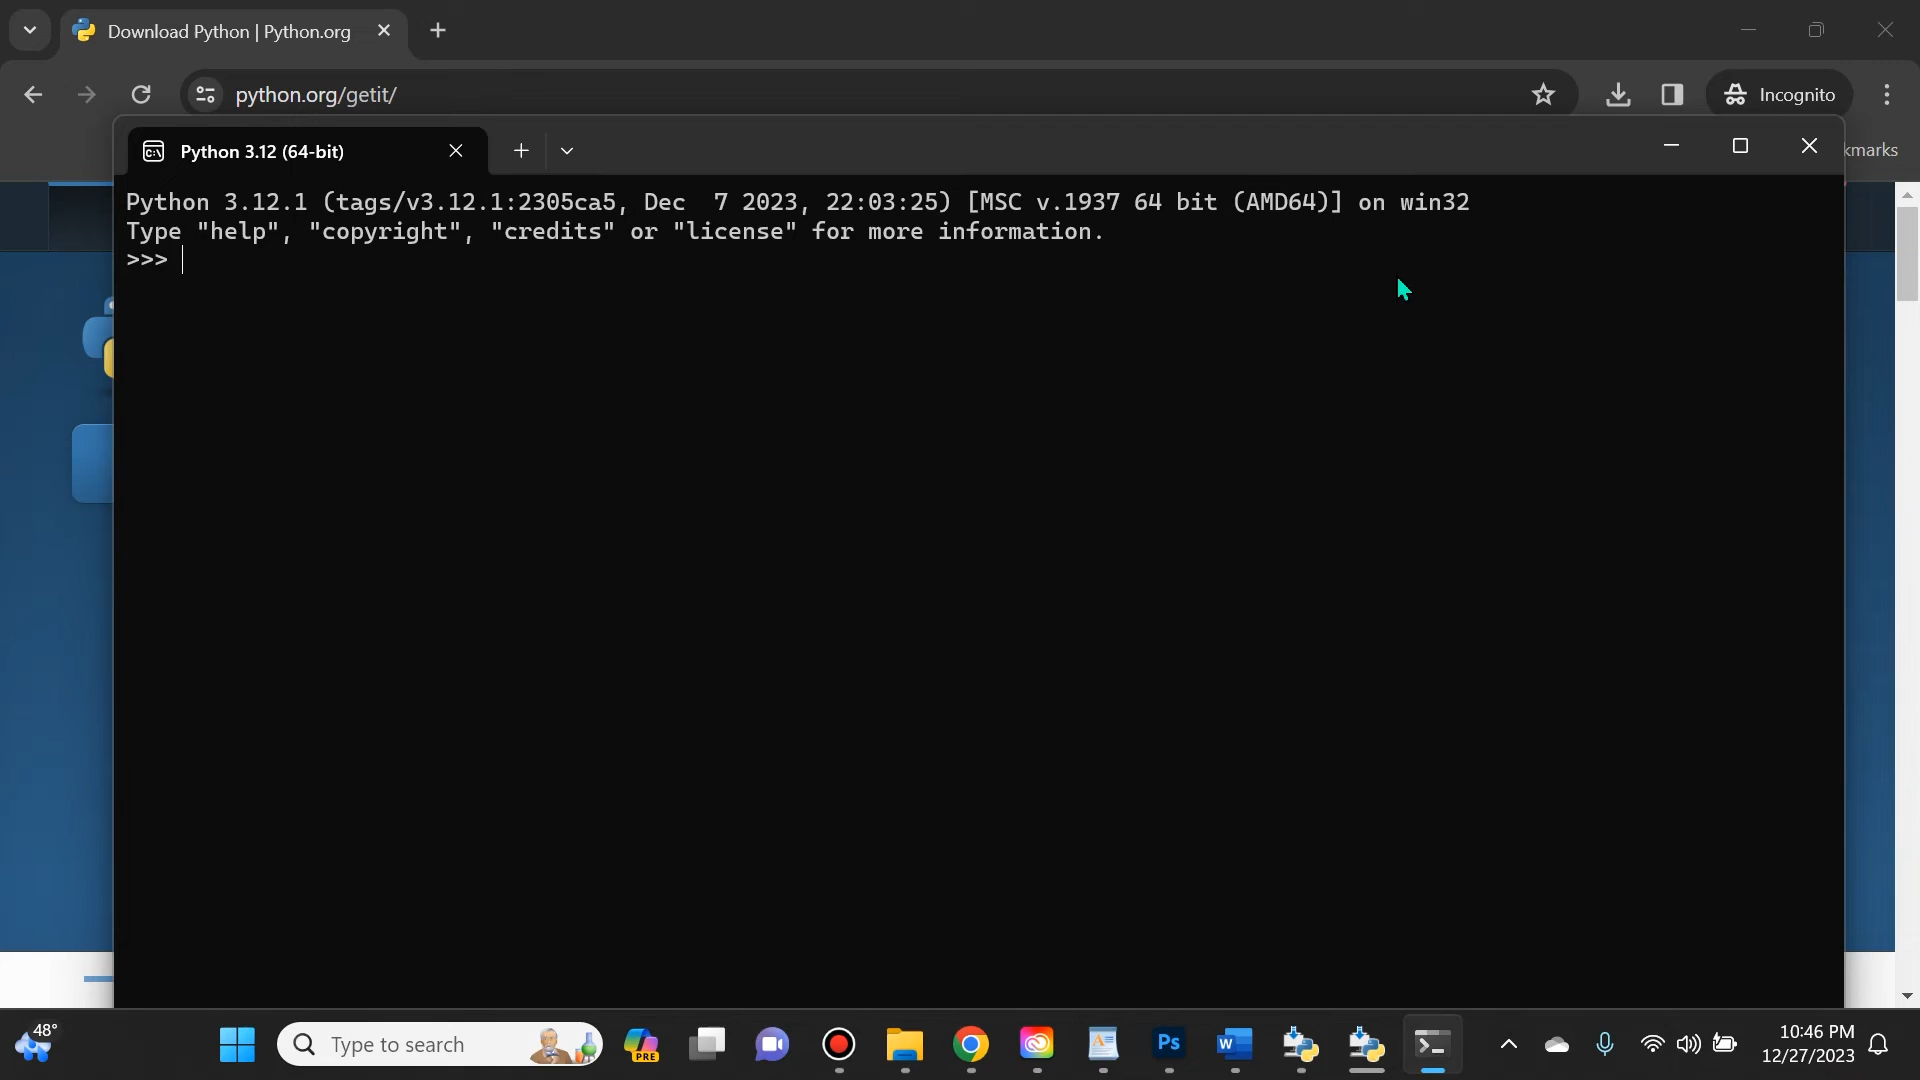 Download Python | Python.org
python.org/getit/
Incognito
Python 3.12 (64-bit)
kmarks
Python 3.12.1 (tags/v3.12.1:2305ca5, Dec  7 2023, 22:03:25) [MSC v.1937 64 bit (AMD64)] on win32
Type "help", "copyright", "credits" or "license" for more information.
>>>
48°
Type to search
PRE
Ps
W
10:46 PM
12/27/2023